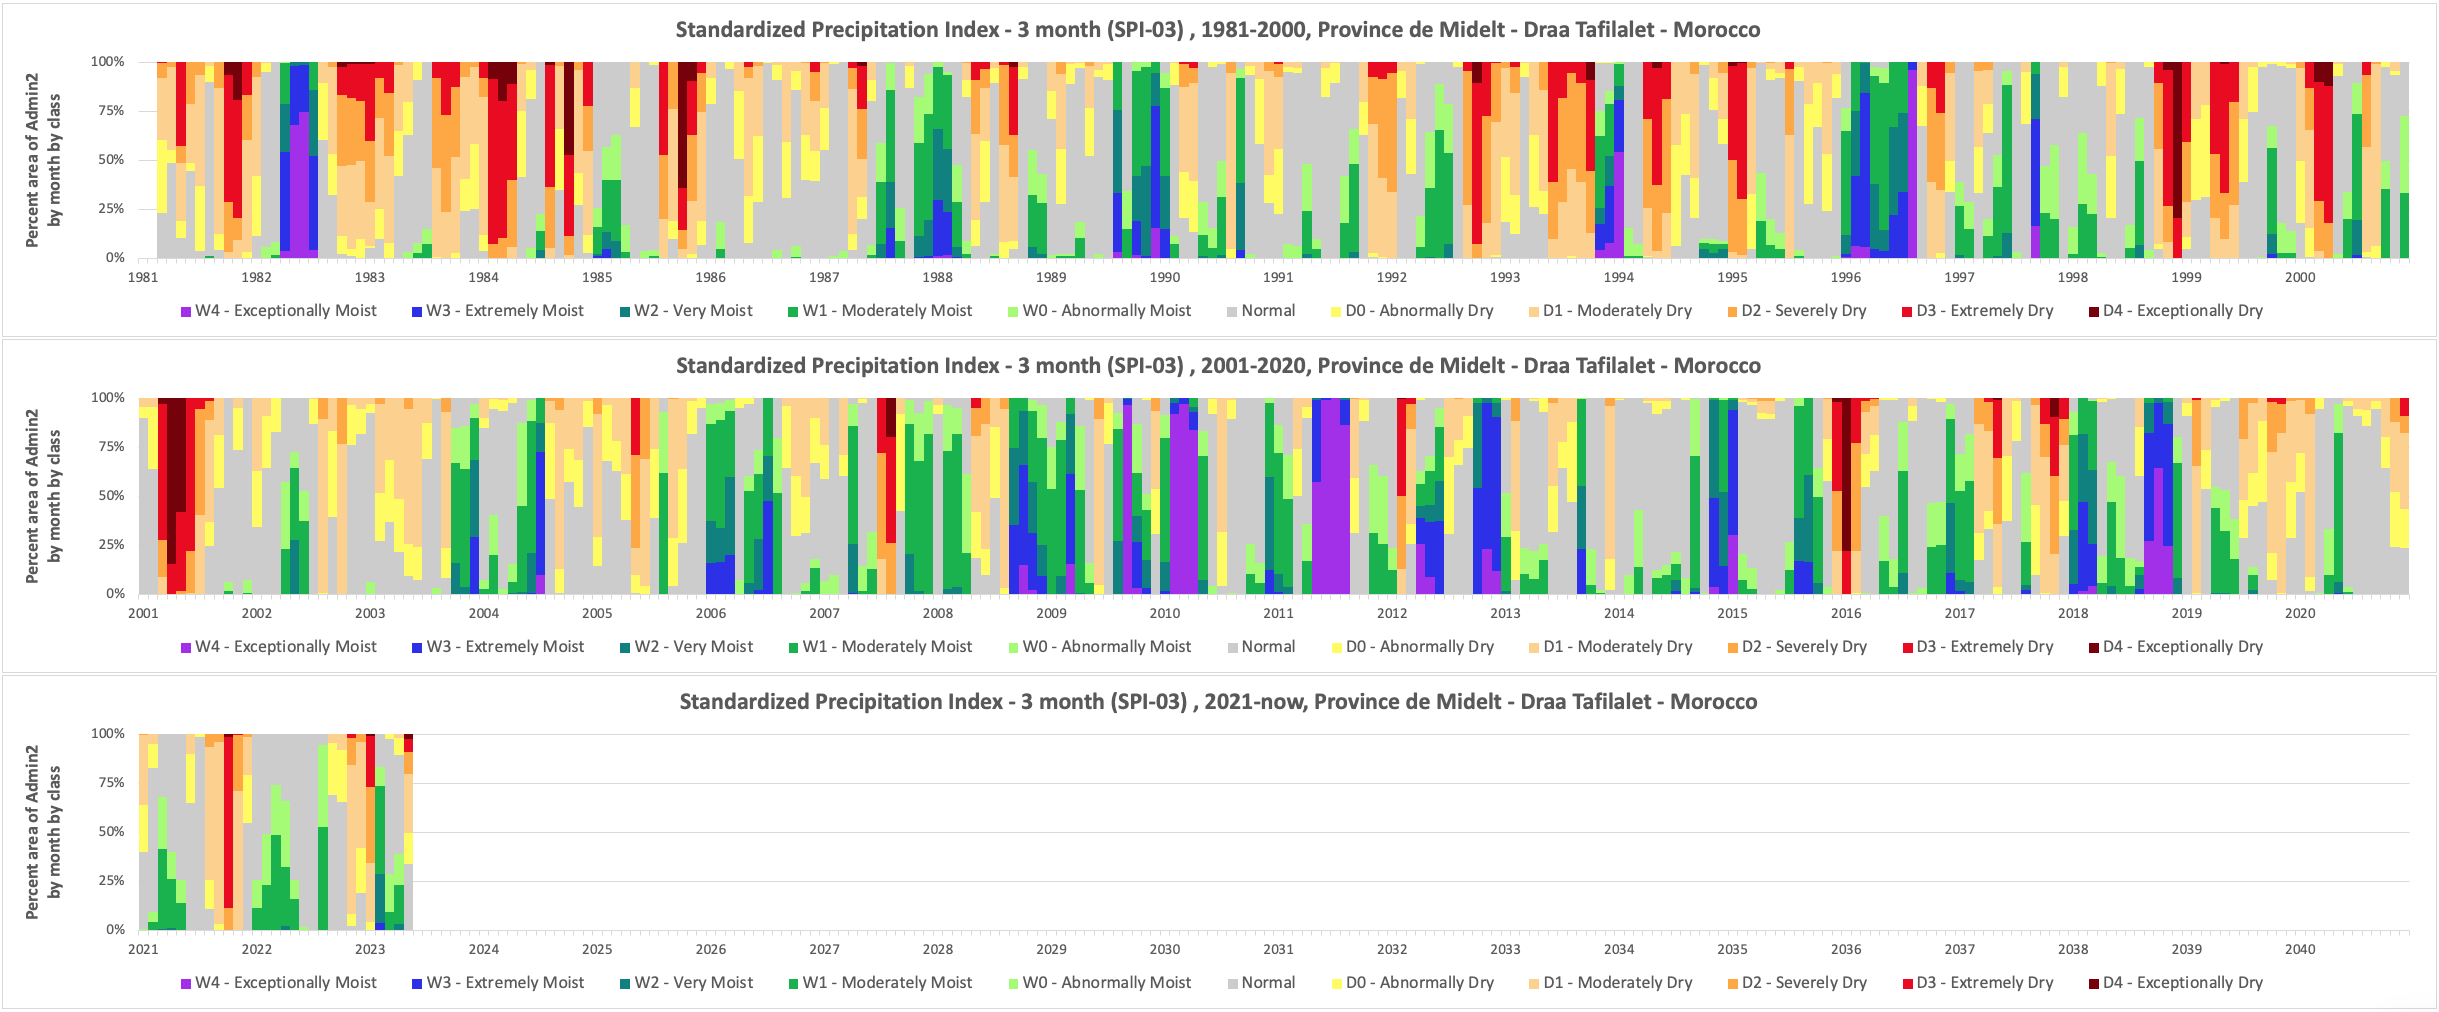 Standardized Precipitation Index - 3 month (SPI-03) , 1981-2000, Province de Midelt - Draa Tafilalet - Morocco
Percent area of Admin2
by month by class
100%
75%
50%
25%
0%
1981 1982 1983 1984 1985 1986 1987 1988 1989 1990 1991 1992 1993 1994 1995 1996 1997 1998 1999 2000
W4 - Exceptionally Moist W3 - Extremely Moist W2 - Very Moist W1 - Moderately Moist W0 - Abnormally Moist Normal D0 - Abnormally Dry D1 - Moderately Dry D2 - Severely Dry D3 - Extremely Dry D4 - Exceptionally Dry
Standardized Precipitation Index - 3 month (SPI-03) , 2001-2020, Province de Midelt - Draa Tafilalet - Morocco
Percent area of Admin2
by month by class
100%
75%
50%
25%
0%
2001 2002 2003 2004 2005 2006 2007 2008 2009 2010 2011 2012 2013 2014 2015 2016 2017 2018 2019 2020
W4 - Exceptionally Moist W3 - Extremely Moist W2 - Very Moist W1 - Moderately Moist W0 - Abnormally Moist Normal D0 - Abnormally Dry D1 - Moderately Dry D2 - Severely Dry D3 - Extremely Dry D4 - Exceptionally Dry
Standardized Precipitation Index - 3 month (SPI-03) , 2021-now, Province de Midelt - Draa Tafilalet - Morocco
Percent area of Admin2
by month by class
100%
75%
50%
25%
0%
2021 2022 2023 2024 2025 2026 2027 2028 2029 2030 2031 2032 2033 2034 2035 2036 2037 2038 2039 2040
W4 - Exceptionally Moist W3 - Extremely Moist W2 - Very Moist W1 - Moderately Moist W0 - Abnormally Moist Normal D0 - Abnormally Dry D1 - Moderately Dry D2 - Severely Dry D3 - Extremely Dry D4 - Exceptionally Dry